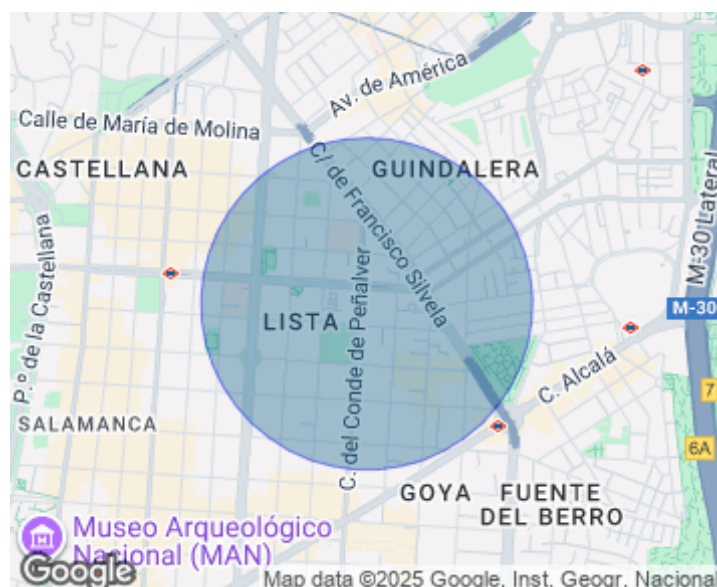 Av. de América
Calle de María de Molina
CASTELLANA
C/ de Francisco Silvela
GUINDALERA
M-30 Lateral
P.º de la Castellana
C. del Conde de Peñalver
M-30
LISTA
C. Alcalá
7
SALAMANCA
6A
GOYA
FUENTE
DEL BERRO
Museo Arqueológico
Nacional (MAN)
Google
Map data ©2025 Google, Inst. Geogr. Nacional